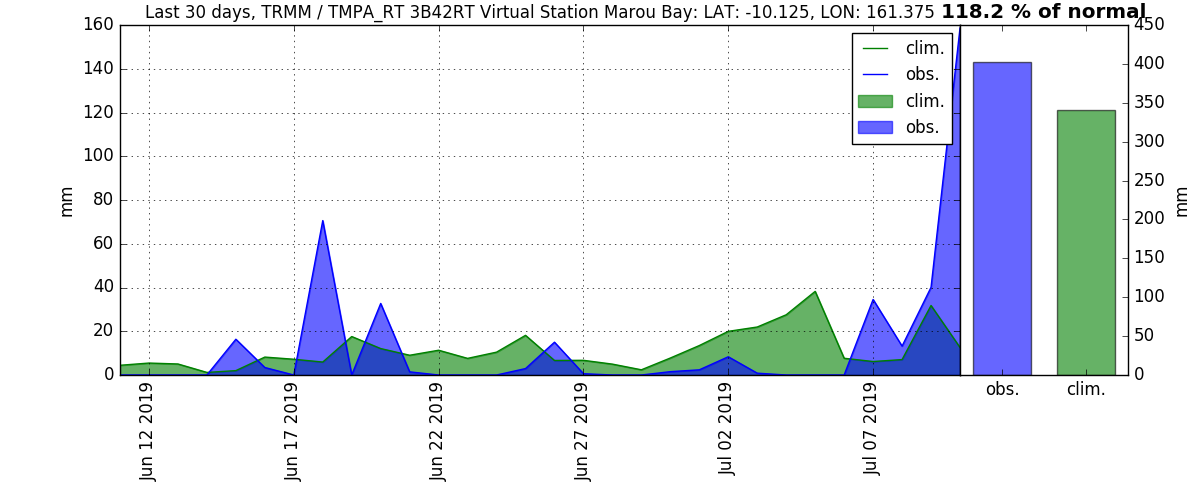 Last 30 days, TRMM / TMPA_RT 3B42RT Virtual Station Marou Bay: LAT: -10.125, LON: 161.375 118.2 % of normal
160
140
120
100
80
60
40
20
0
mm
clim.
obs.
clim.
obs.
450
400
350
300
250
200
150
100
50
0
mm
Jun 12 2019
Jun 17 2019
Jun 22 2019
Jun 27 2019
Jul 02 2019
Jul 07 2019
obs.
clim.